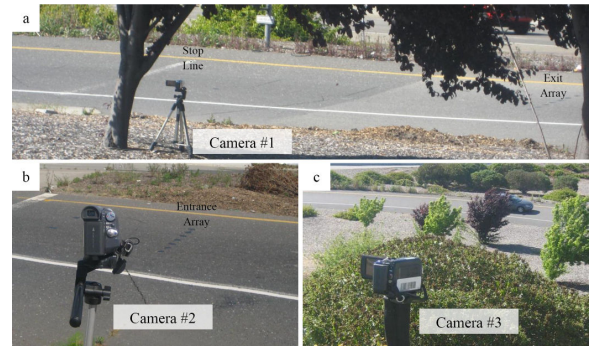 a
Stop
Line
Exit
Array
Camera #1
b
Entrance
Array
Camera #2
c
Camera #3